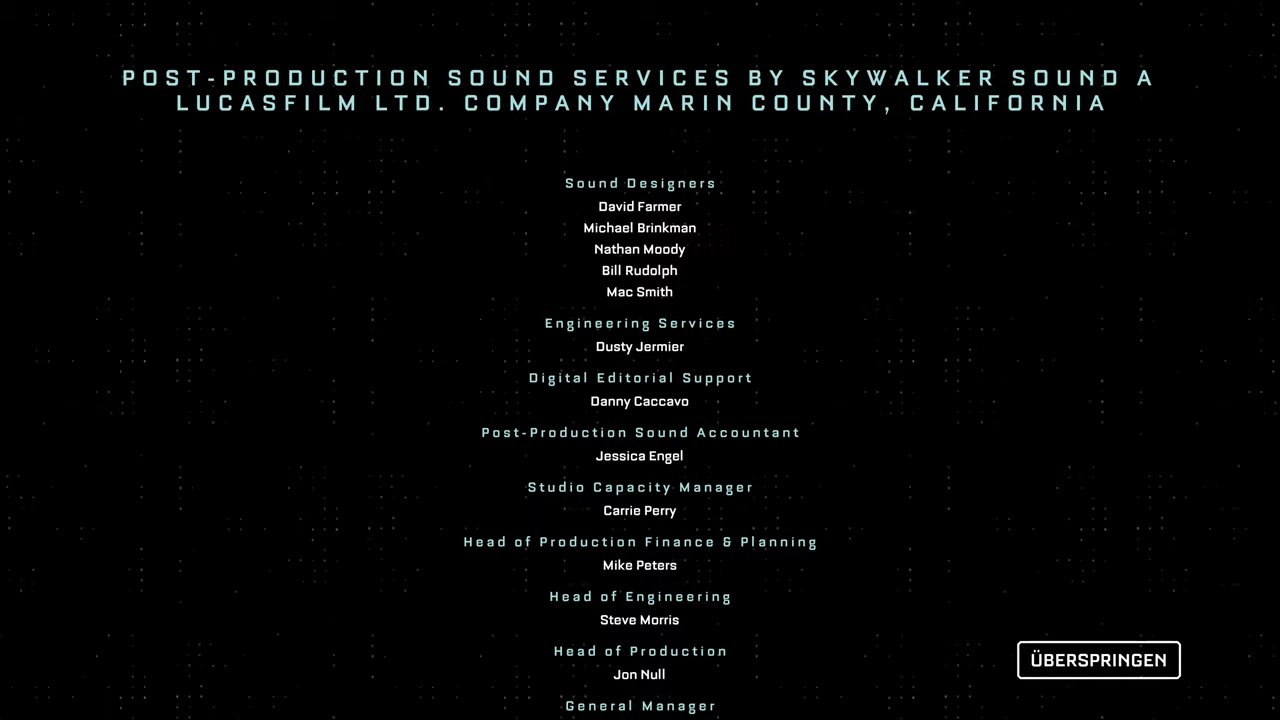 POST-PRODUCTION SOUND SERVICES BY SKYWALKER SOUND A
LUCASFILM LTD. COMPANY MARIN COUNTY, CALIFORNIA
Sound Designers
David Farmer
Michael Brinkman
Nathan Moody
Bill Rudolph
Mac Smith
Engineering Services
Dusty Jermier
Digital Editorial Support
Danny Caccavo
Post-Production Sound Accountant
Jessica Engel
Studio Capacity Manager
Carrie Perry
Head of Production Finance & Planning
Mike Peters
Head of Engineering
Steve Morris
Head of Production
Jon Null
General Manager
ÜBERSPRINGEN